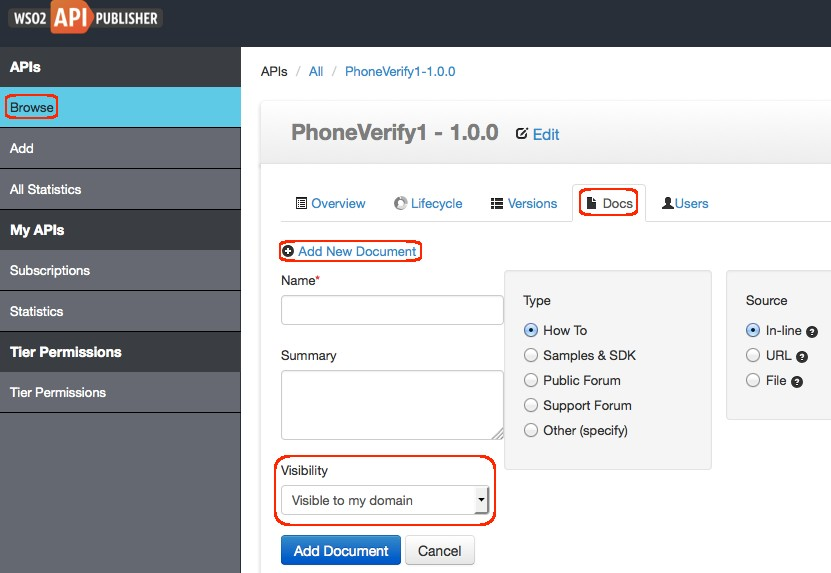 WSO2 API PUBLISHER
APIs
Browse
Add
All Statistics
My APIs
Subscriptions
Statistics
Tier Permissions
Tier Permissions
APIs / All / PhoneVerify1-1.0.0
PhoneVerify1 - 1.0.0 Edit
Overview Lifecycle Versions Docs Users
Add New Document
Name*
Summary
Visibility
Visible to my domain
Add Document Cancel
Type
How To
Samples & SDK
Public Forum
Support Forum
Other (specify)
Source
In-line ?
URL ?
File ?